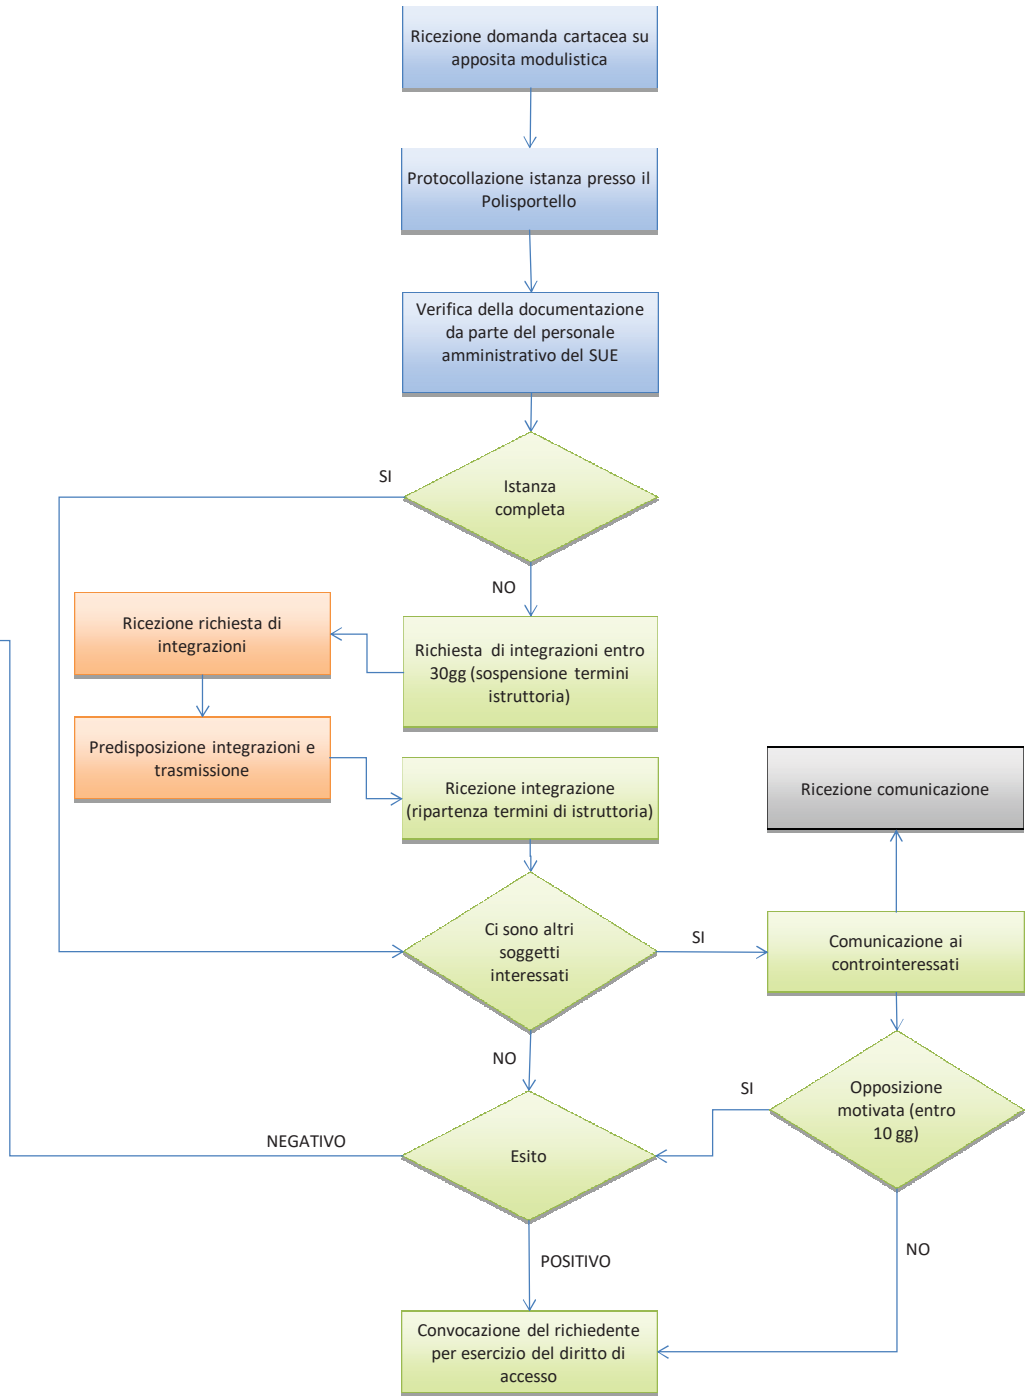 Ricezione domanda cartacea su
apposita modulistica
Protocollazione istanza presso il
Polisportello
Verifica della documentazione
da parte del personale
amministrativo del SUE
SI
Istanza
completa
NO
Ricezione richiesta di
integrazioni
Richiesta di integrazioni entro
30gg (sospensione termini
istruttoria)
Predisposizione integrazioni e
trasmissione
Ricezione integrazione
(ripartenza termini di istruttoria)
Ricezione comunicazione
Ci sono altri
soggetti
interessati
SI
Comunicazione ai
controinteressati
NO
SI
Opposizione
motivata (entro
10 gg)
NEGATIVO
Esito
NO
POSITIVO
Convocazione del richiedente
per esercizio del diritto di
accesso